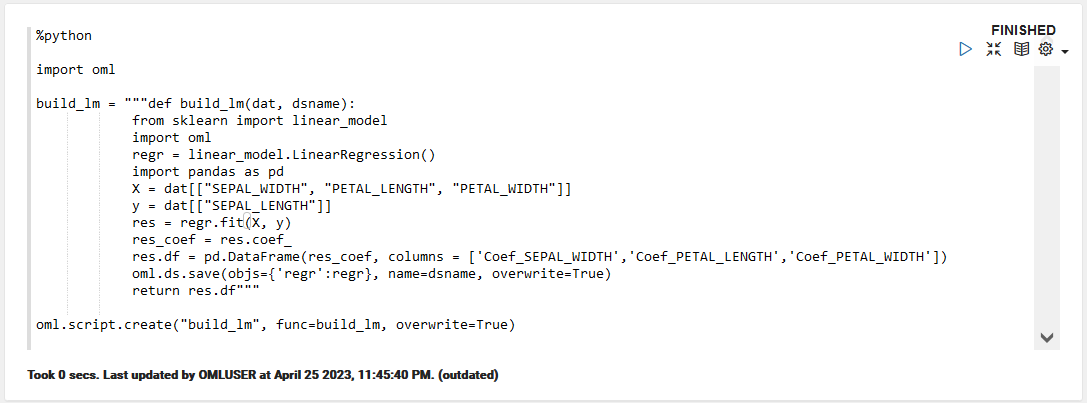 FINISHED
%python
import oml
build_lm = """def build_lm(dat, dsname):
            from sklearn import linear_model
            import oml
            regr = linear_model.LinearRegression()
            import pandas as pd
            X = dat[["SEPAL_WIDTH", "PETAL_LENGTH", "PETAL_WIDTH"]]
            y = dat[["SEPAL_LENGTH"]]
            res = regr.fit(X, y)
            res_coef = res.coef_
            res.df = pd.DataFrame(res_coef, columns = ['Coef_SEPAL_WIDTH','Coef_PETAL_LENGTH','Coef_PETAL_WIDTH'])
            oml.ds.save(objs={'regr':regr}, name=dsname, overwrite=True)
            return res.df"""
oml.script.create("build_lm", func=build_lm, overwrite=True)
Took 0 secs. Last updated by OMLUSER at April 25 2023, 11:45:40 PM. (outdated)